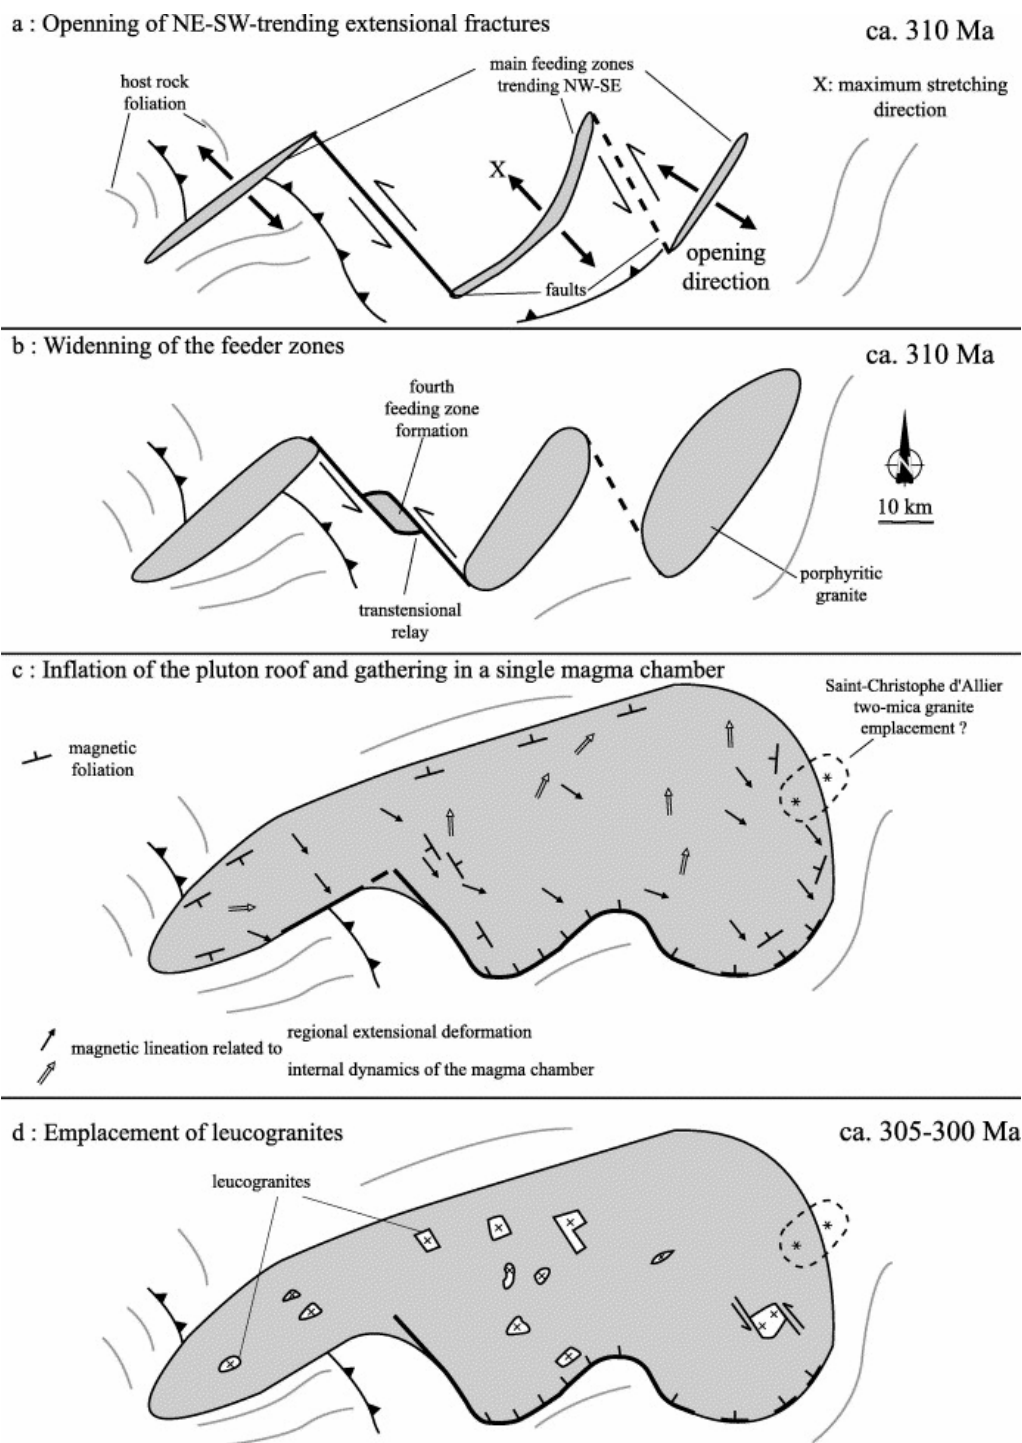 a : Openning of NE-SW-trending extensional fractures
ca. 310 Ma
host rock
foliation
main feeding zones
trending NW-SE
X: maximum stretching
direction
X
opening
direction
faults
b : Widenning of the feeder zones
ca. 310 Ma
fourth
feeding zone
formation
N
10 km
porphyritic
granite
transtensional
relay
c : Inflation of the pluton roof and gathering in a single magma chamber
Saint-Christophe d'Allier
two-mica granite
emplacement ?
magnetic
foliation
regional extensional deformation
magnetic lineation related to
internal dynamics of the magma chamber
d : Emplacement of leucogranites
ca. 305-300 Ma
leucogranites